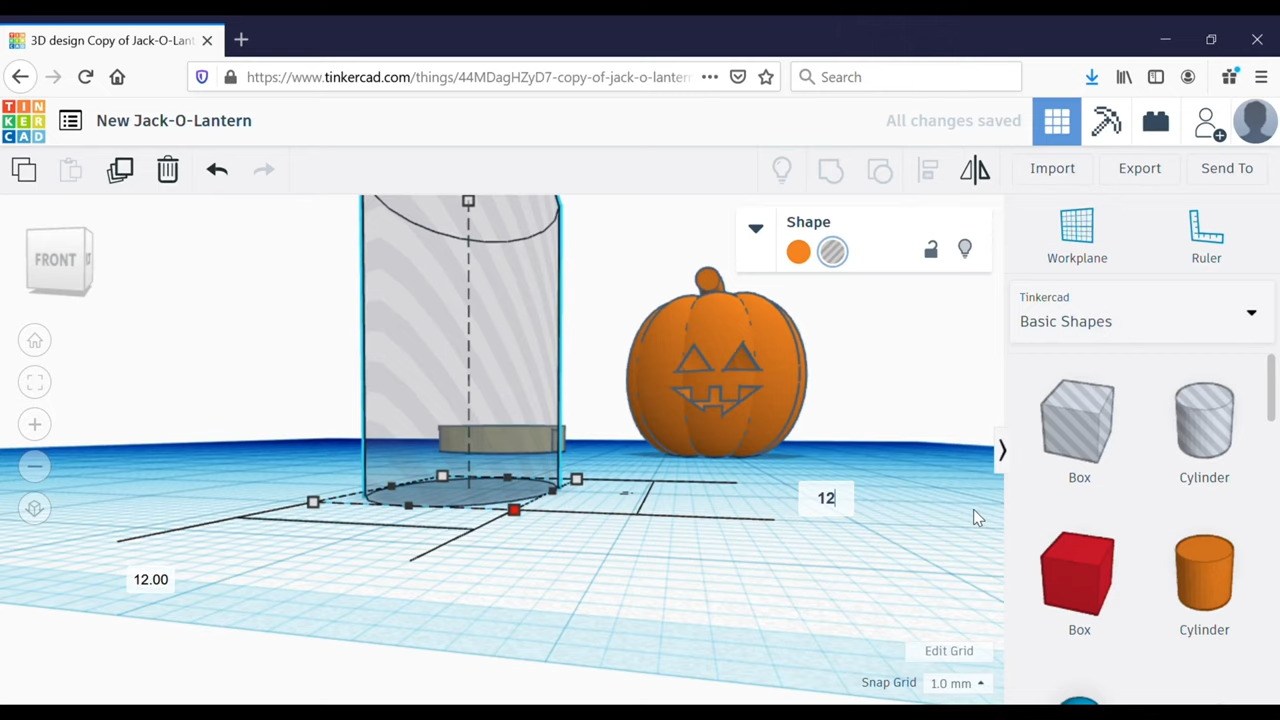 3D design Copy of Jack-O-Lant
https://www.tinkercad.com/things/44MDagHZyD7-copy-of-jack-o-lantern
Search
TIN
KER
CAD
New Jack-O-Lantern
All changes saved
Import
Export
Send To
Shape
FRONT
Workplane
Ruler
Tinkercad
Basic Shapes
Box
Cylinder
12
12.00
Box
Cylinder
Edit Grid
Snap Grid
1.0 mm